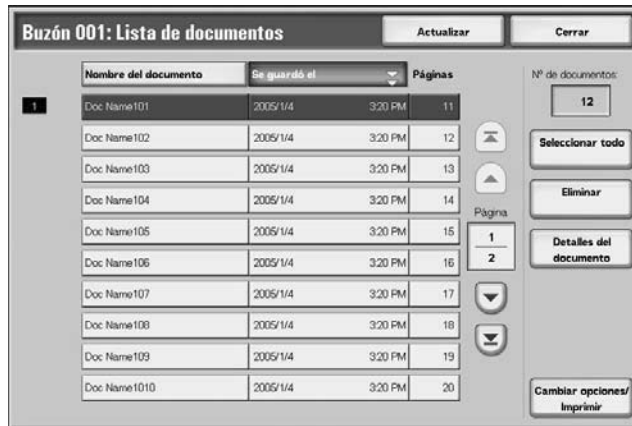 Buzón 001: Lista de documentos Actualizar Cerrar
Nombre del documento Se guardó el Páginas Nº de documentos:
1 Doc Name101 2005/1/4 3:20 PM 11 12
Doc Name102 2005/1/4 3:20 PM 12 Seleccionar todo
Doc Name103 2005/1/4 3:20 PM 13
Doc Name104 2005/1/4 3:20 PM 14 Eliminar
Página
Doc Name105 2005/1/4 3:20 PM 15 1 Detalles del
documento
Doc Name106 2005/1/4 3:20 PM 16 2
Doc Name107 2005/1/4 3:20 PM 17
Doc Name108 2005/1/4 3:20 PM 18
Doc Name109 2005/1/4 3:20 PM 19
Doc Name1010 2005/1/4 3:20 PM 20 Cambiar opciones/
Imprimir